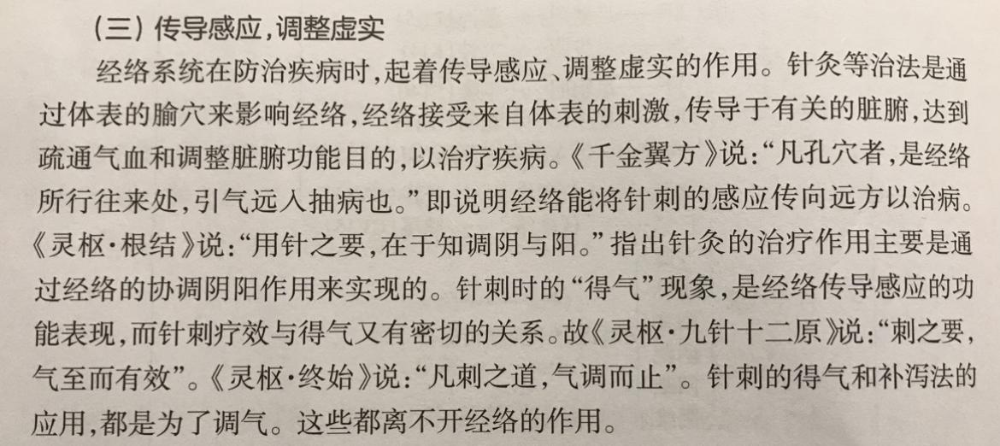 （三）传导感应，调整虚实
经络系统在防治疾病时，起着传导感应、调整虚实的作用。针灸等治法是通
过体表的腧穴来影响经络，经络接受来自体表的刺激，传导于有关的脏腑，达到
疏通气血和调整脏腑功能目的，以治疗疾病。《千金翼方》说：“凡孔穴者，是经络
所行往来处，引气远入抽病也。”即说明经络能将针刺的感应传向远方以治病。
《灵枢·根结》说：“用针之要，在于知调阴与阳。”指出针灸的治疗作用主要是通
过经络的协调阴阳作用来实现的。针刺时的“得气”现象，是经络传导感应的功
能表现，而针刺疗效与得气又有密切的关系。故《灵枢·九针十二原》说：“刺之要，
气至而有效”。《灵枢·终始》说：“凡刺之道，气调而止”。针刺的得气和补泻法的
应用，都是为了调气。这些都离不开经络的作用。